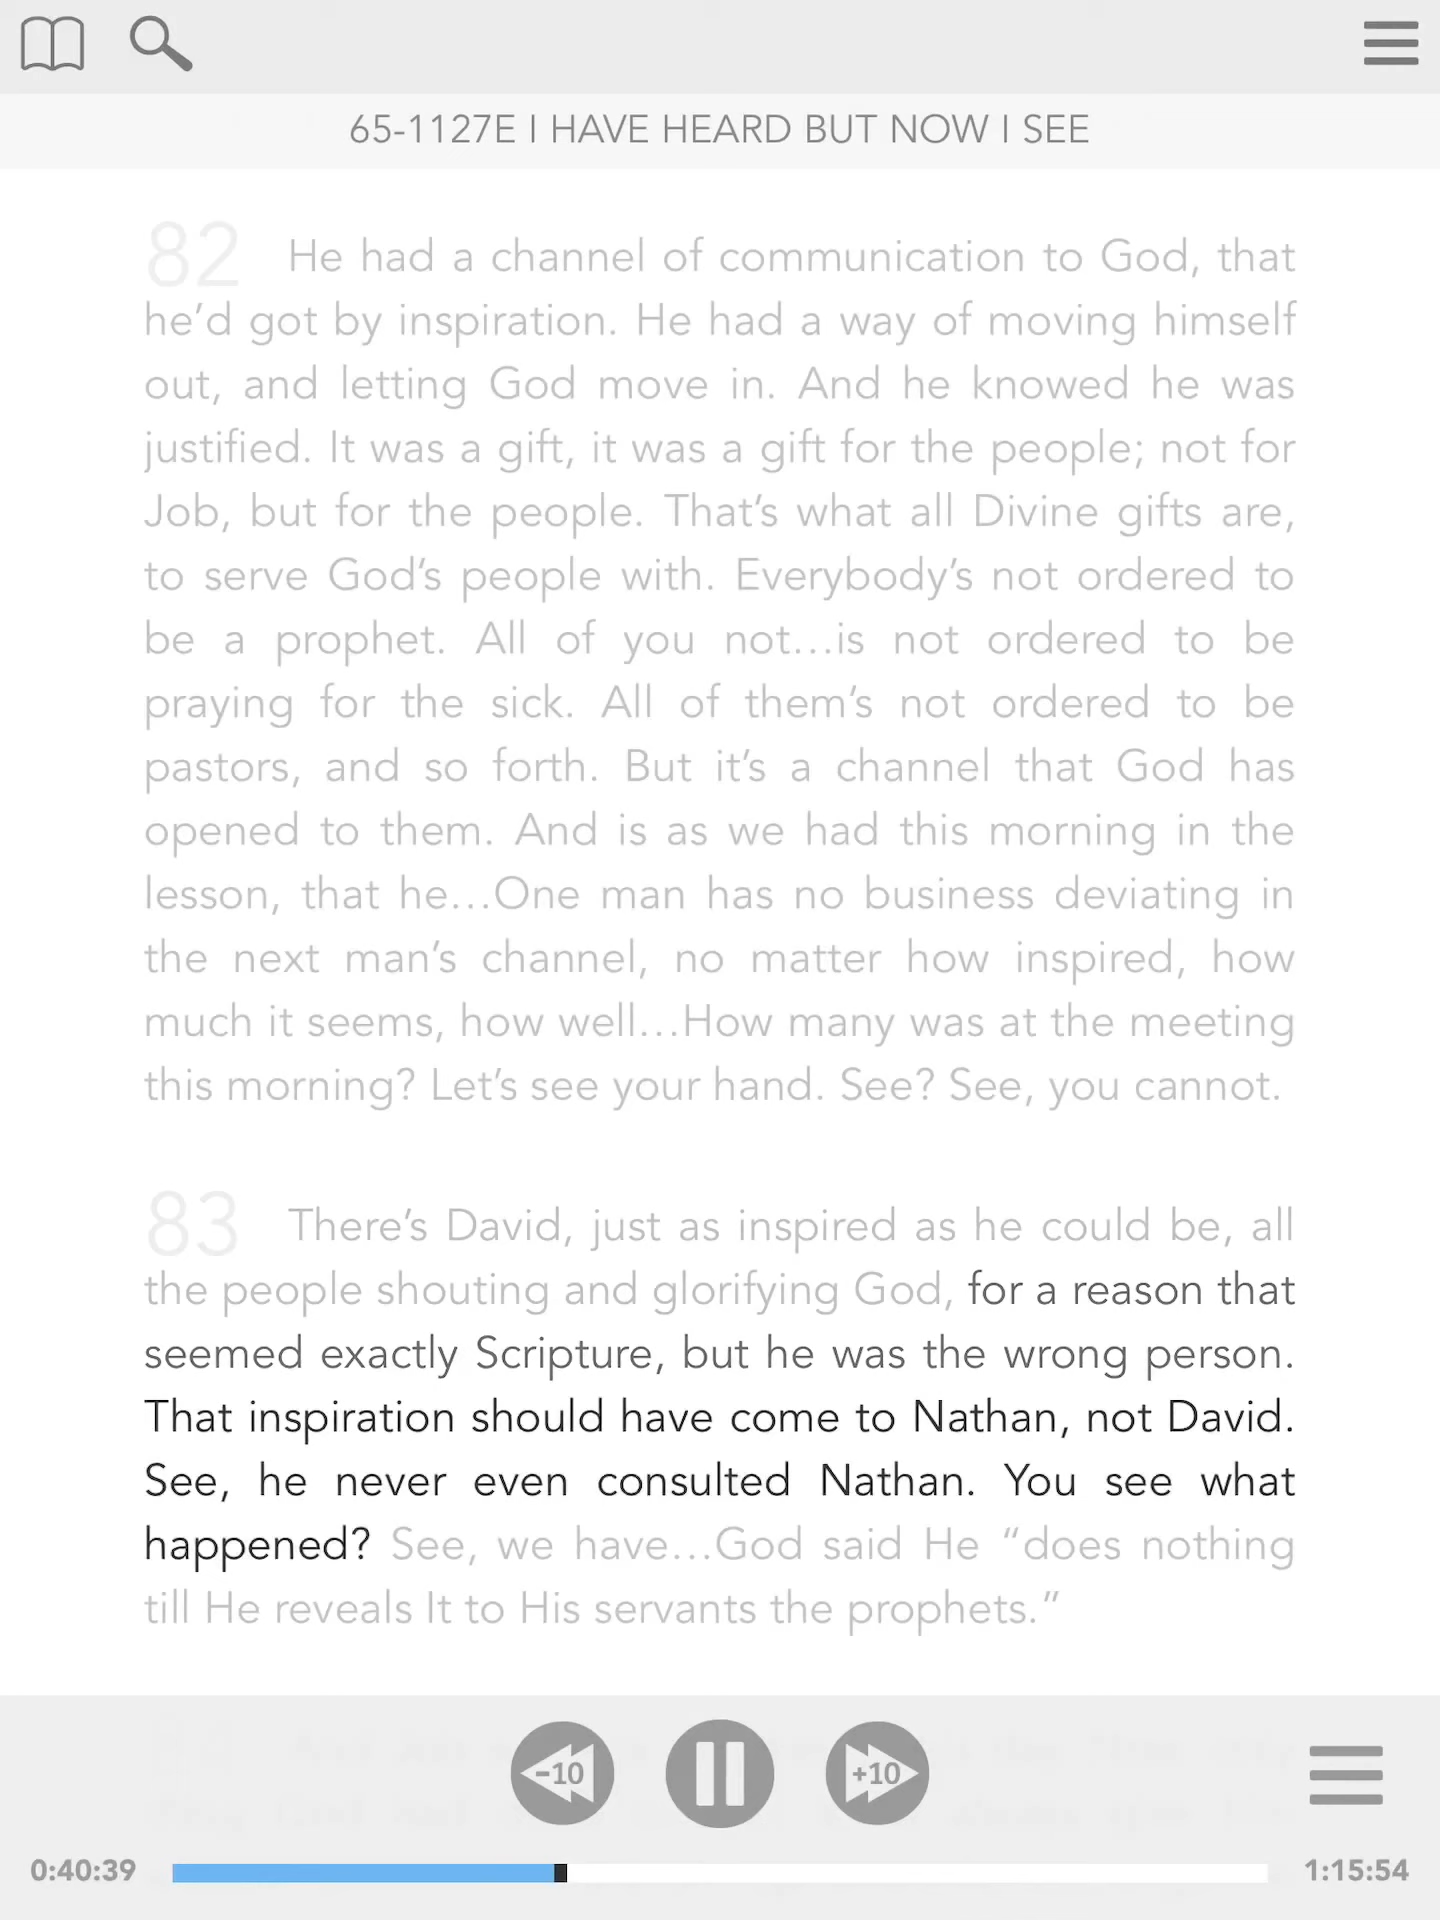 65-1127E I HAVE HEARD BUT NOW I SEE
82 He had a channel of communication to God, that
he’d got by inspiration. He had a way of moving himself
out, and letting God move in. And he knowed he was
justified. It was a gift, it was a gift for the people; not for
Job, but for the people. That’s what all Divine gifts are,
to serve God’s people with. Everybody’s not ordered to
be a prophet. All of you not…is not ordered to be
praying for the sick. All of them’s not ordered to be
pastors, and so forth. But it’s a channel that God has
opened to them. And is as we had this morning in the
lesson, that he…One man has no business deviating in
the next man’s channel, no matter how inspired, how
much it seems, how well…How many was at the meeting
this morning? Let’s see your hand. See? See, you cannot.
83 There’s David, just as inspired as he could be, all
the people shouting and glorifying God, for a reason that
seemed exactly Scripture, but he was the wrong person.
That inspiration should have come to Nathan, not David.
See, he never even consulted Nathan. You see what
happened? See, we have…God said He “does nothing
till He reveals It to His servants the prophets.”
-10 +10
0:40:39 1:15:54